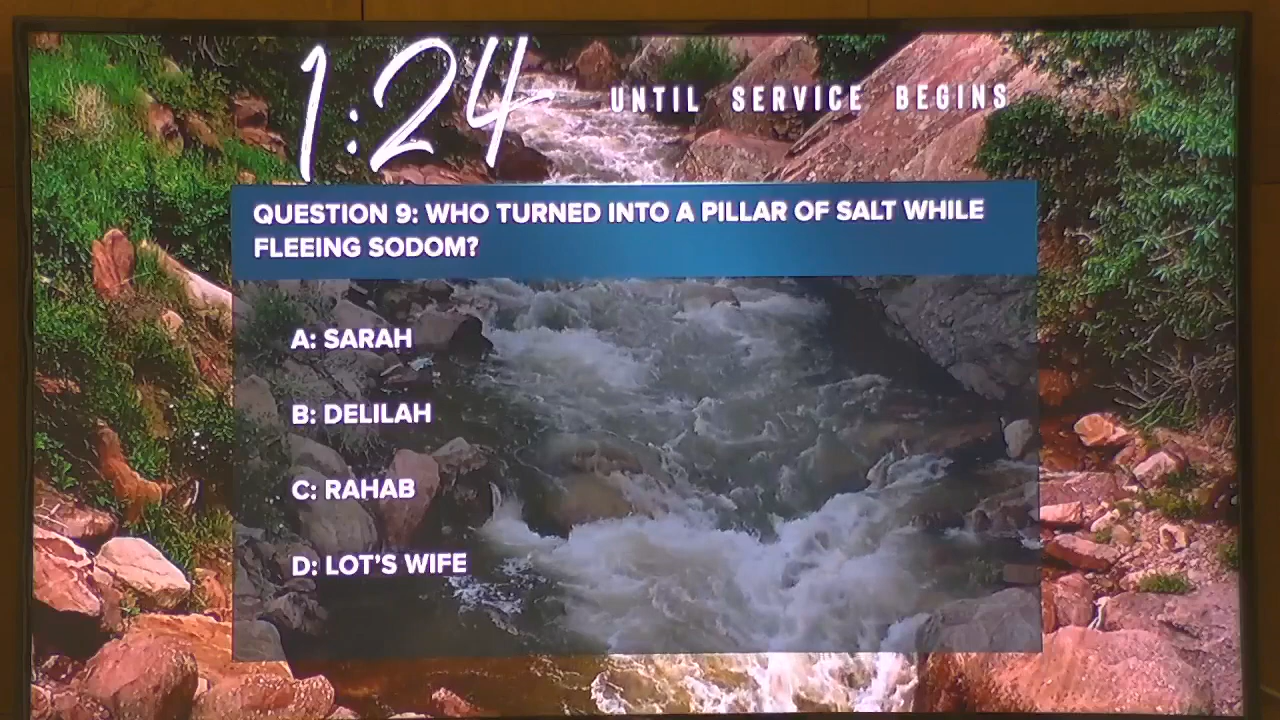 1:24 UNTIL SERVICE BEGINS
QUESTION 9: WHO TURNED INTO A PILLAR OF SALT WHILE
FLEEING SODOM?
A: SARAH
B: DELILAH
C: RAHAB
D: LOT'S WIFE